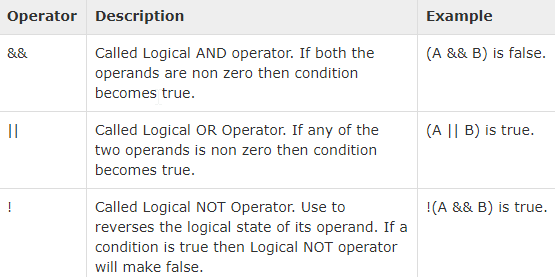 Operator Description Example
&& Called Logical AND operator. If both the (A && B) is false.
operands are non zero then condition
becomes true.
|| Called Logical OR Operator. If any of the (A || B) is true.
two operands is non zero then condition
becomes true.
! Called Logical NOT Operator. Use to !(A && B) is true.
reverses the logical state of its operand. If a
condition is true then Logical NOT operator
will make false.